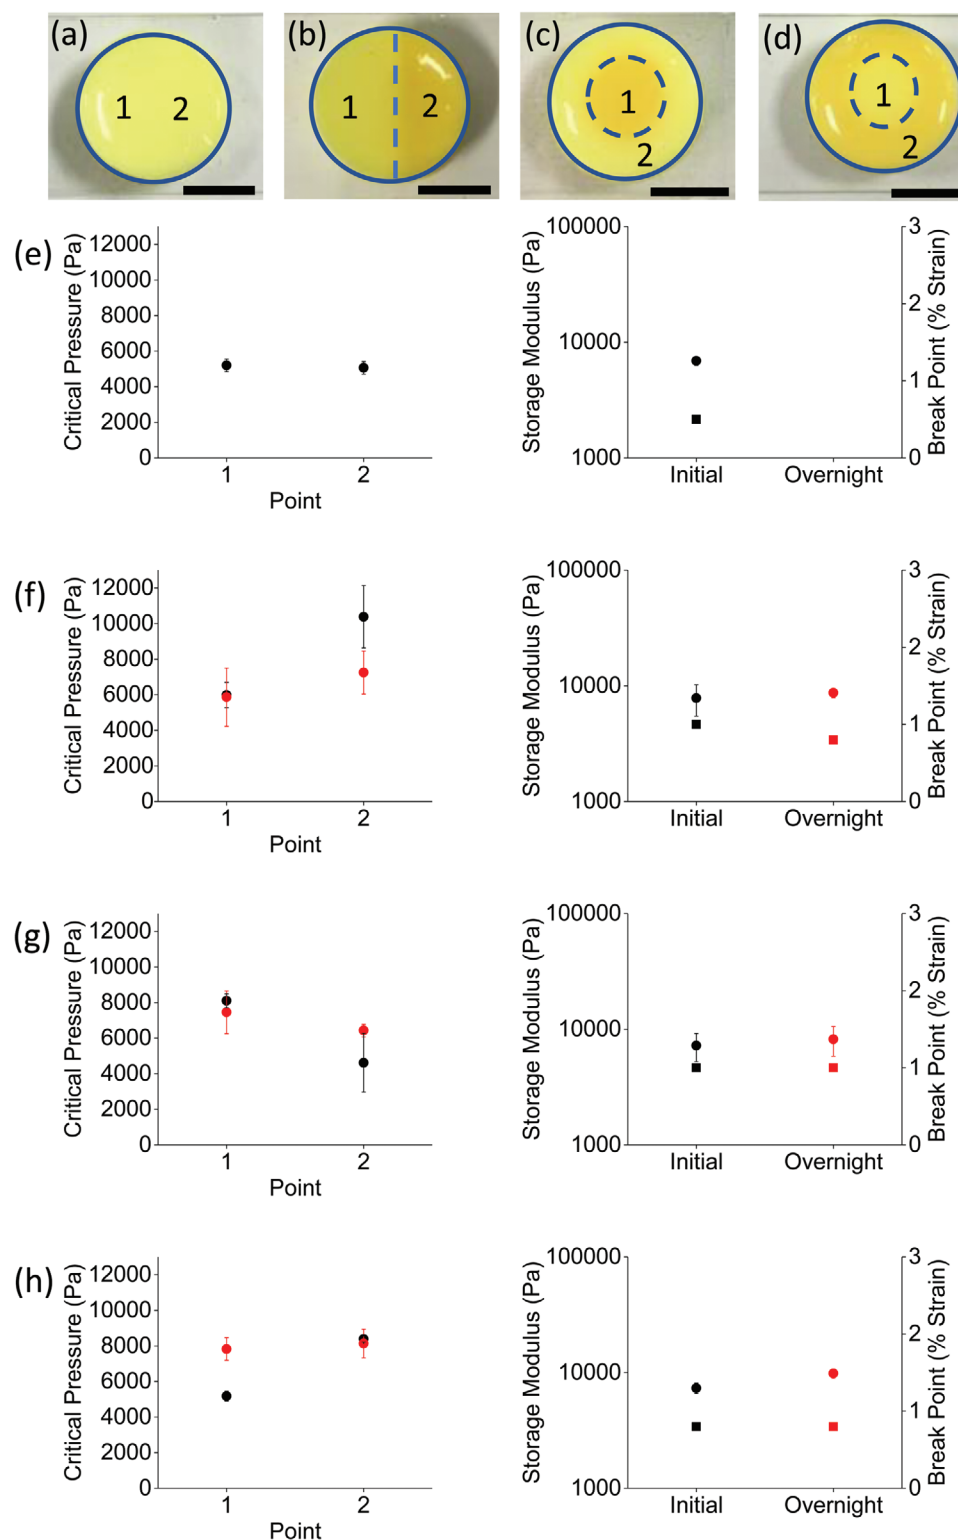 (a) (b) (c) (d)
1 2 1 2 1 2 1 2
(e)
Critical Pressure (Pa)
12000
10000
8000
6000
4000
2000
0
1 2
Point
Storage Modulus (Pa)
100000
10000
1000
Initial Overnight
3
2
1
0
Break Point (% Strain)
(f)
Critical Pressure (Pa)
12000
10000
8000
6000
4000
2000
0
1 2
Point
Storage Modulus (Pa)
100000
10000
1000
Initial Overnight
3
2
1
0
Break Point (% Strain)
(g)
Critical Pressure (Pa)
12000
10000
8000
6000
4000
2000
0
1 2
Point
Storage Modulus (Pa)
100000
10000
1000
Initial Overnight
3
2
1
0
Break Point (% Strain)
(h)
Critical Pressure (Pa)
12000
10000
8000
6000
4000
2000
0
1 2
Point
Storage Modulus (Pa)
100000
10000
1000
Initial Overnight
3
2
1
0
Break Point (% Strain)